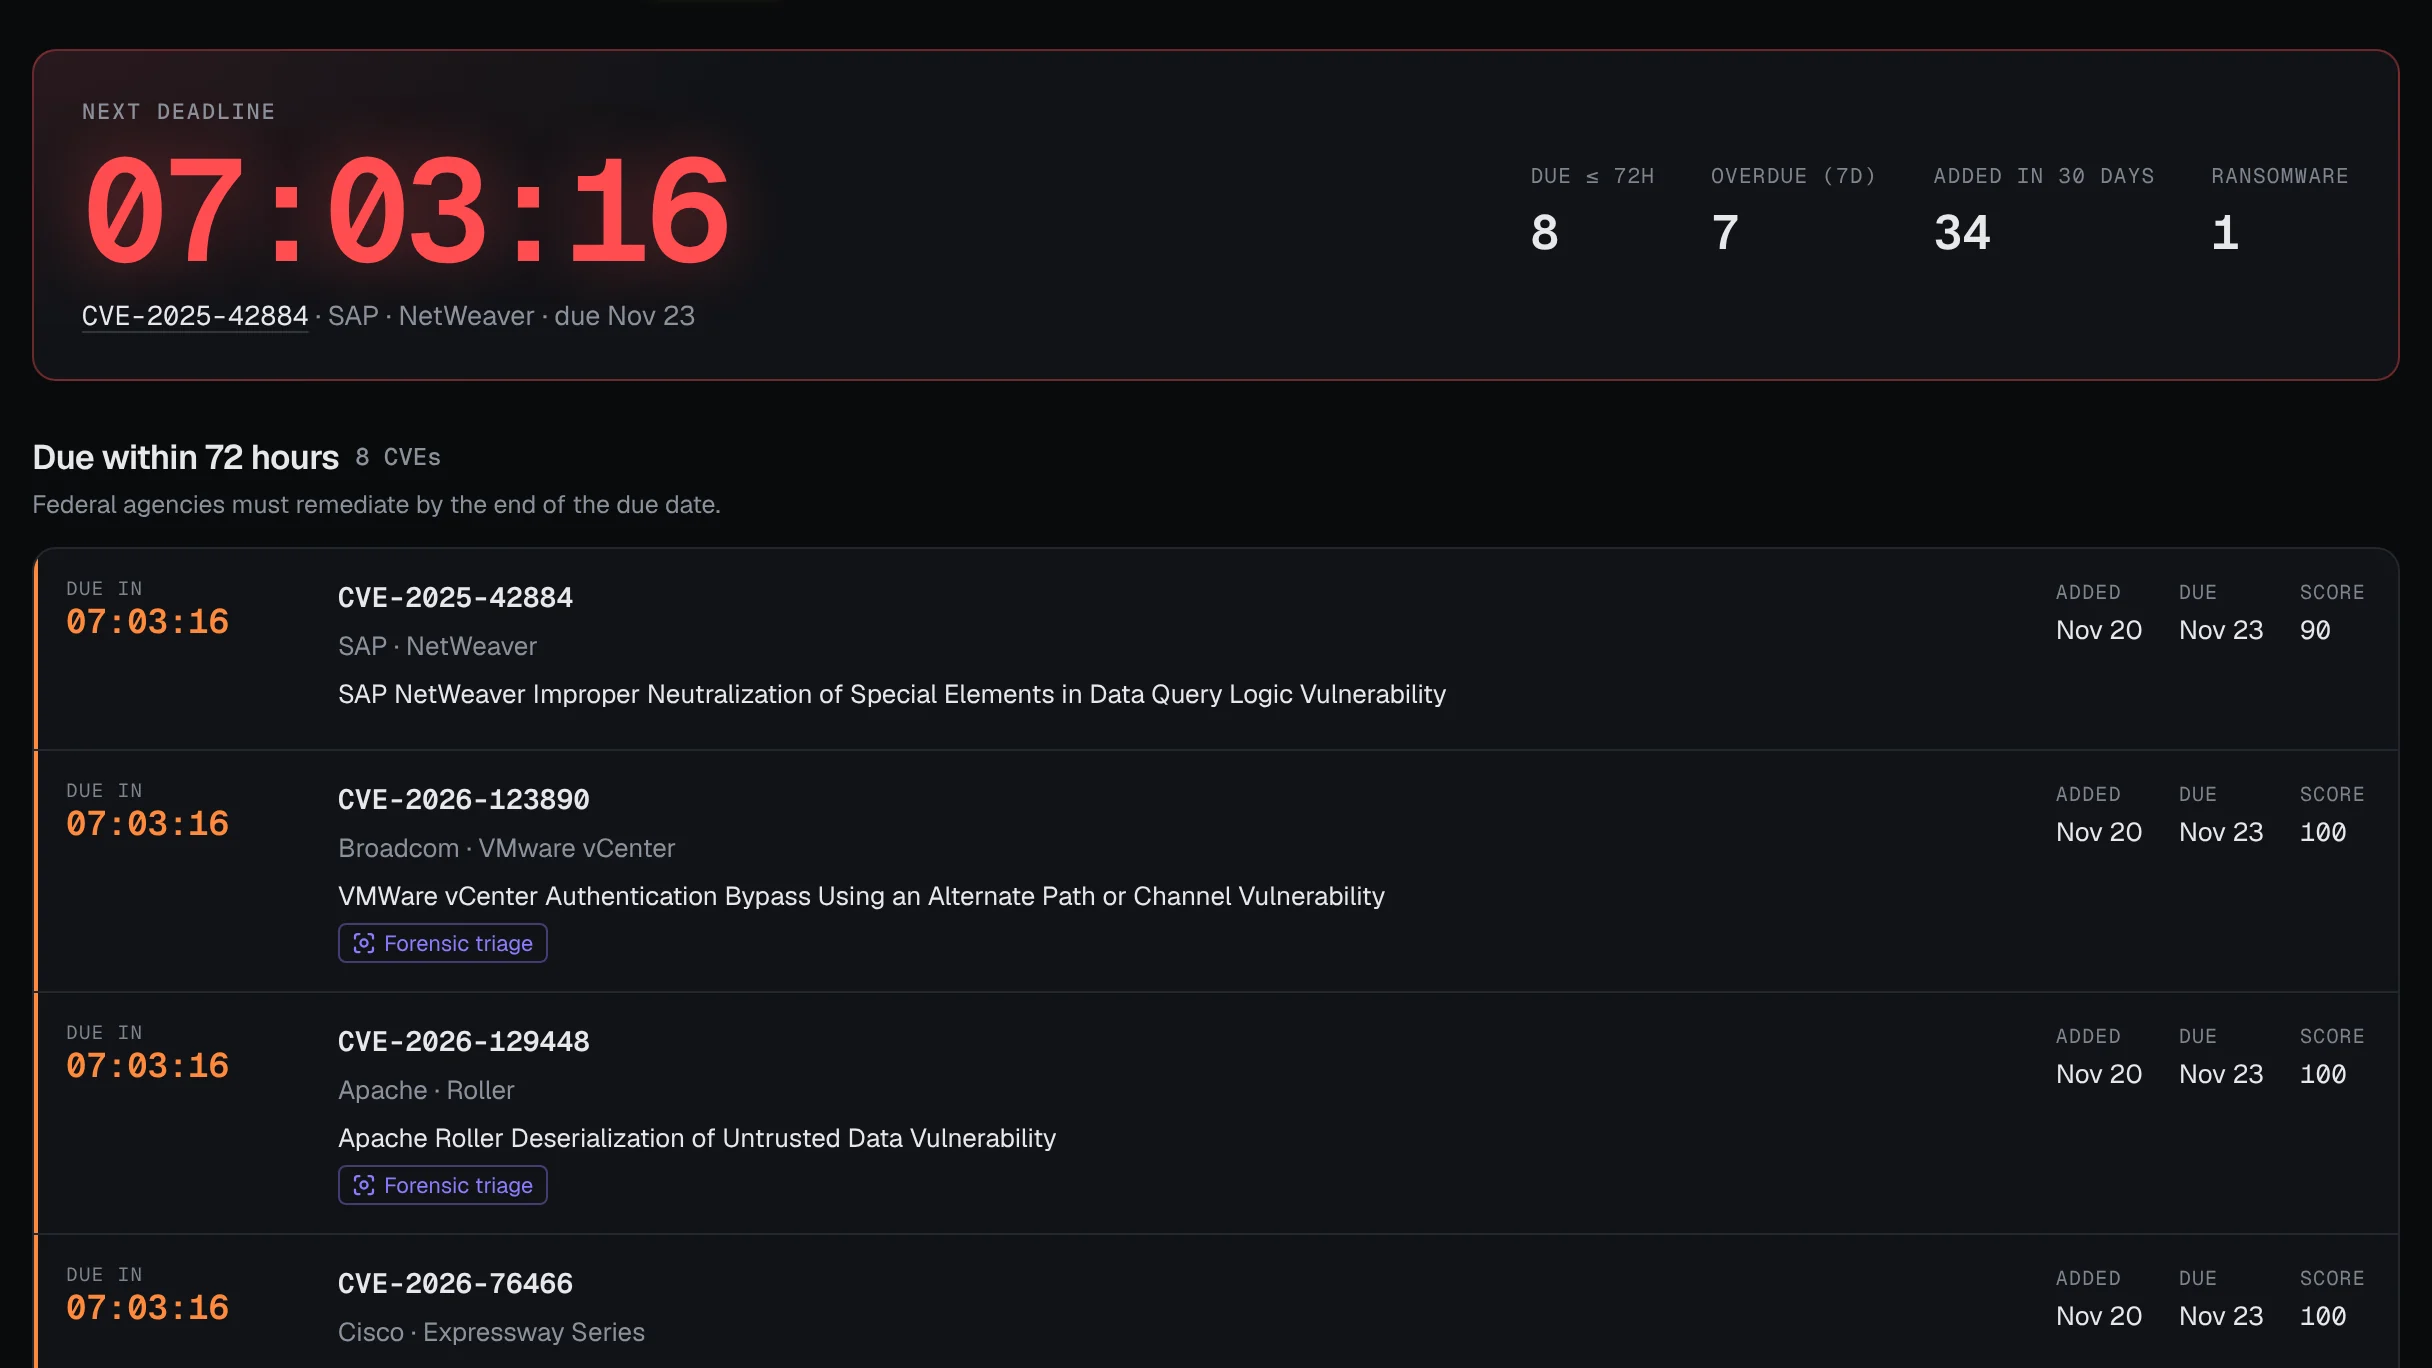 NEXT DEADLINE
07:03:16
CVE-2025-42884 · SAP · NetWeaver · due Nov 23
DUE ≤ 72H
8
OVERDUE (7D)
7
ADDED IN 30 DAYS
34
RANSOMWARE
1
Due within 72 hours 8 CVEs
Federal agencies must remediate by the end of the due date.
DUE IN
07:03:16
CVE-2025-42884
SAP · NetWeaver
SAP NetWeaver Improper Neutralization of Special Elements in Data Query Logic Vulnerability
ADDED
Nov 20
DUE
Nov 23
SCORE
90
DUE IN
07:03:16
CVE-2026-123890
Broadcom · VMware vCenter
VMWare vCenter Authentication Bypass Using an Alternate Path or Channel Vulnerability
Forensic triage
ADDED
Nov 20
DUE
Nov 23
SCORE
100
DUE IN
07:03:16
CVE-2026-129448
Apache · Roller
Apache Roller Deserialization of Untrusted Data Vulnerability
Forensic triage
ADDED
Nov 20
DUE
Nov 23
SCORE
100
DUE IN
07:03:16
CVE-2026-76466
Cisco · Expressway Series
ADDED
Nov 20
DUE
Nov 23
SCORE
100